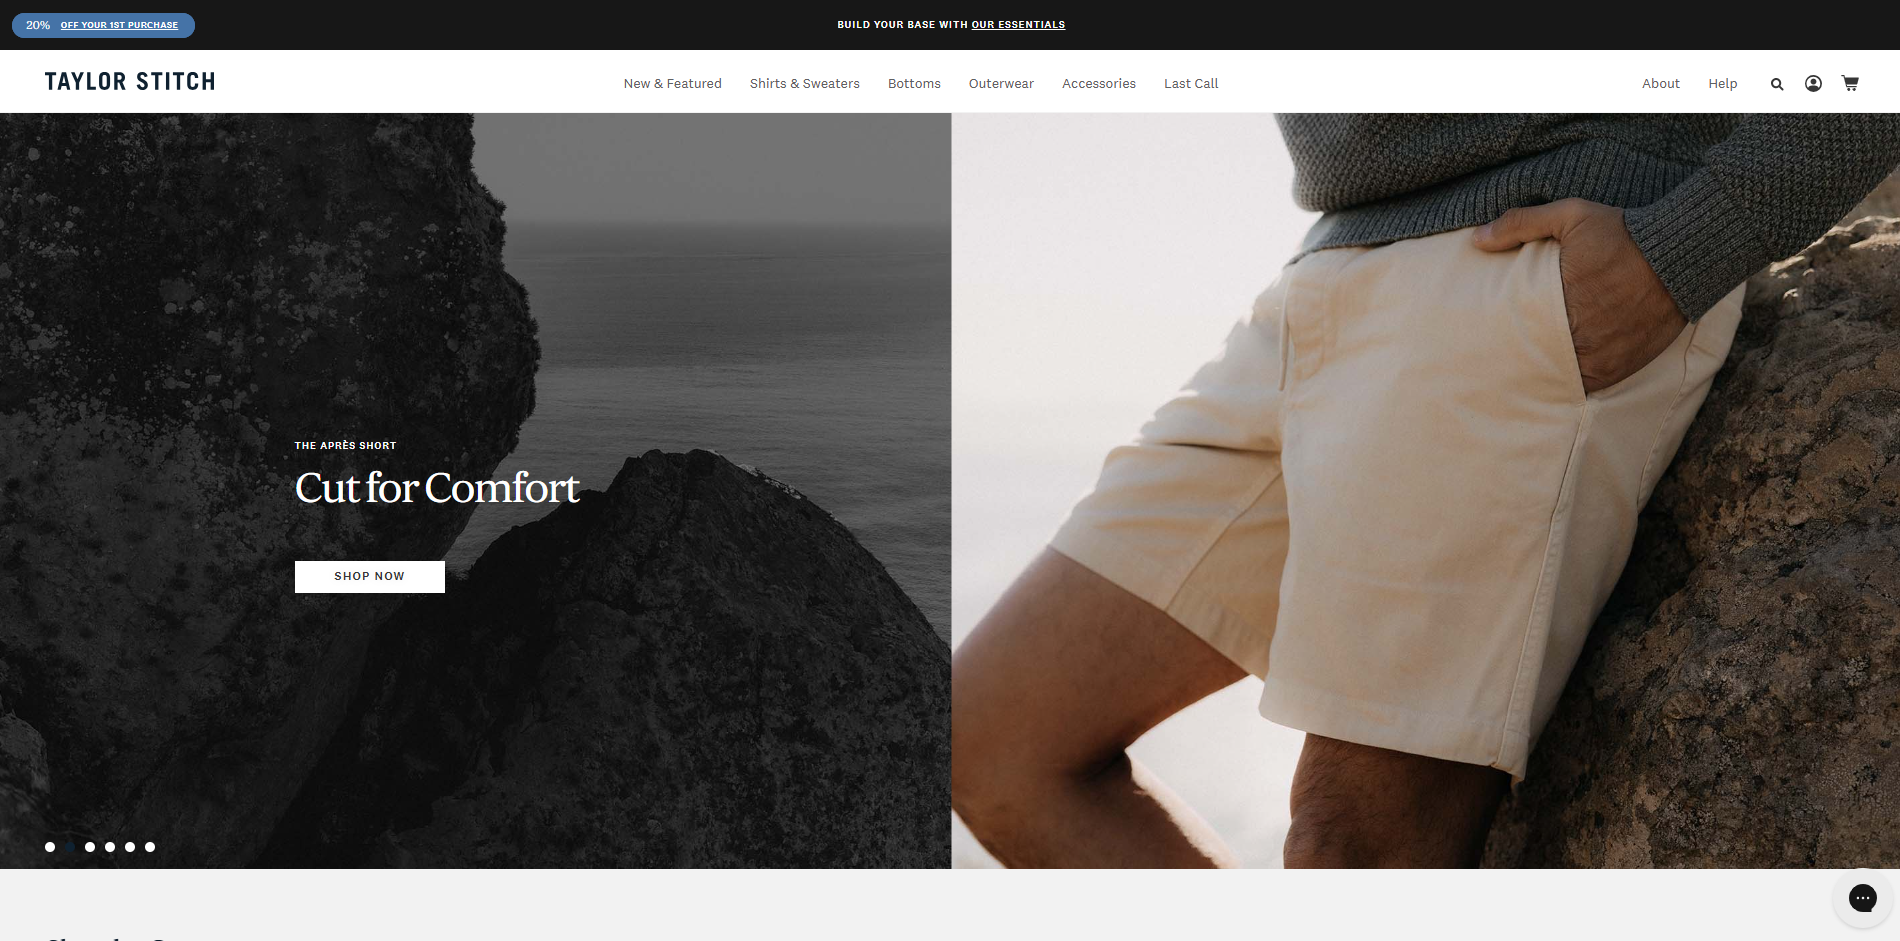 20% OFF YOUR 1ST PURCHASE
BUILD YOUR BASE WITH OUR ESSENTIALS
TAYLOR STITCH
New & Featured
Shirts & Sweaters
Bottoms
Outerwear
Accessories
Last Call
About
Help
THE APRÈS SHORT
Cut for Comfort
SHOP NOW